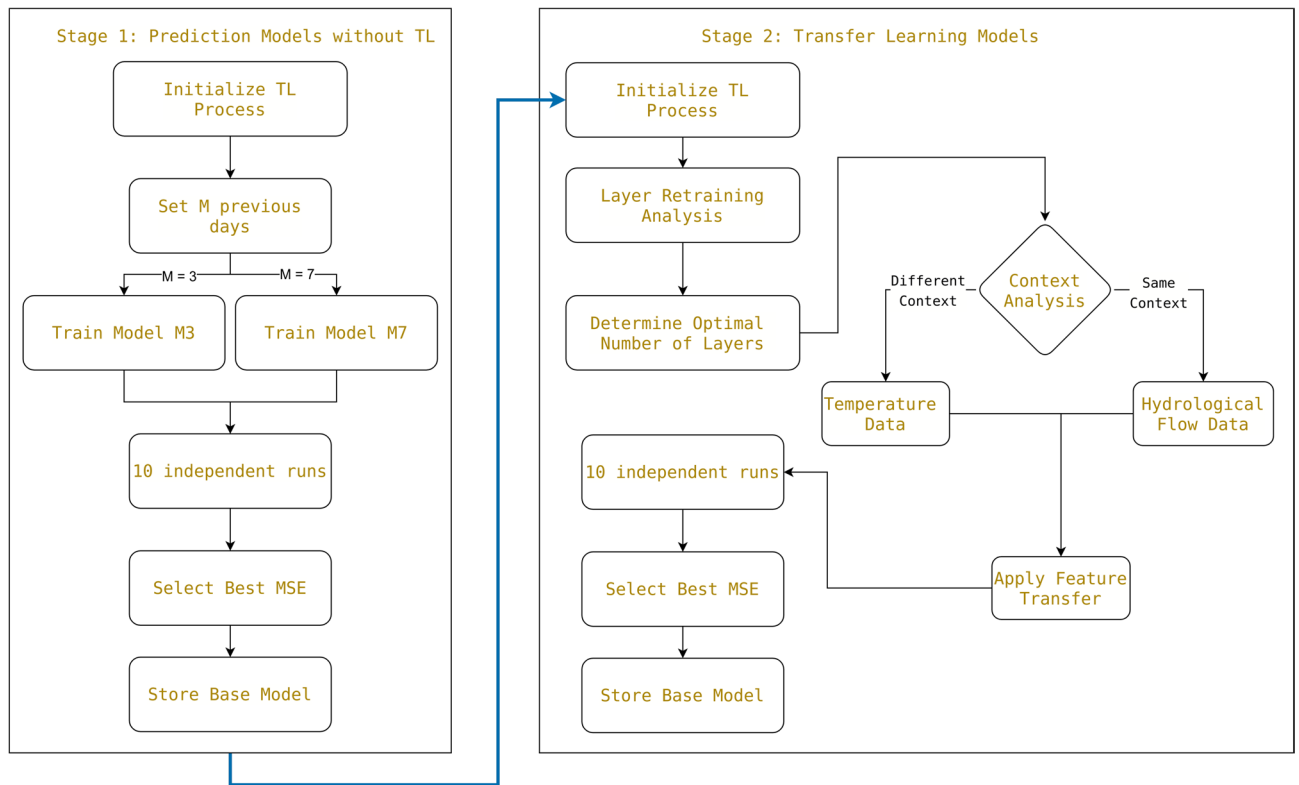 Stage 1: Prediction Models without TL
Initialize TL
Process
Set M previous
days
M = 3
M = 7
Train Model M3
Train Model M7
10 independent runs
Select Best MSE
Store Base Model
Stage 2: Transfer Learning Models
Initialize TL
Process
Layer Retraining
Analysis
Determine Optimal
Number of Layers
Context
Analysis
Different
Context
Same
Context
Temperature
Data
Hydrological
Flow Data
Apply Feature
Transfer
10 independent runs
Select Best MSE
Store Base Model